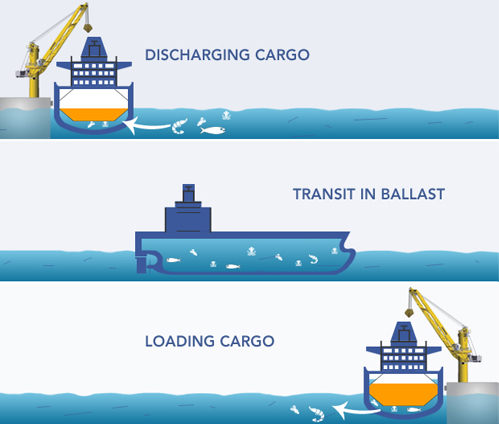 DISCHARGING CARGO
TRANSIT IN BALLAST
LOADING CARGO